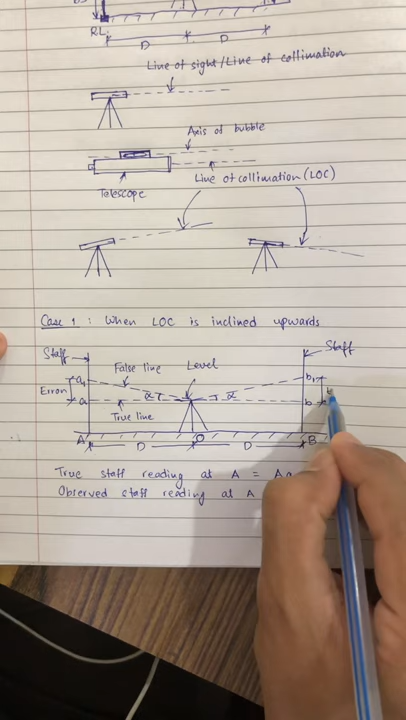 RL
D D
Line of sight/Line of collimation
Axis of bubble
Line of collimation (LOC)
Telescope
Case 1 : When LOC is inclined upwards
Staff
Staff
False line
Level
Error
a₁
α
α
b₁
a
True line
b
A
O
B
D
D
True staff reading at A = Aa
Observed staff reading at A